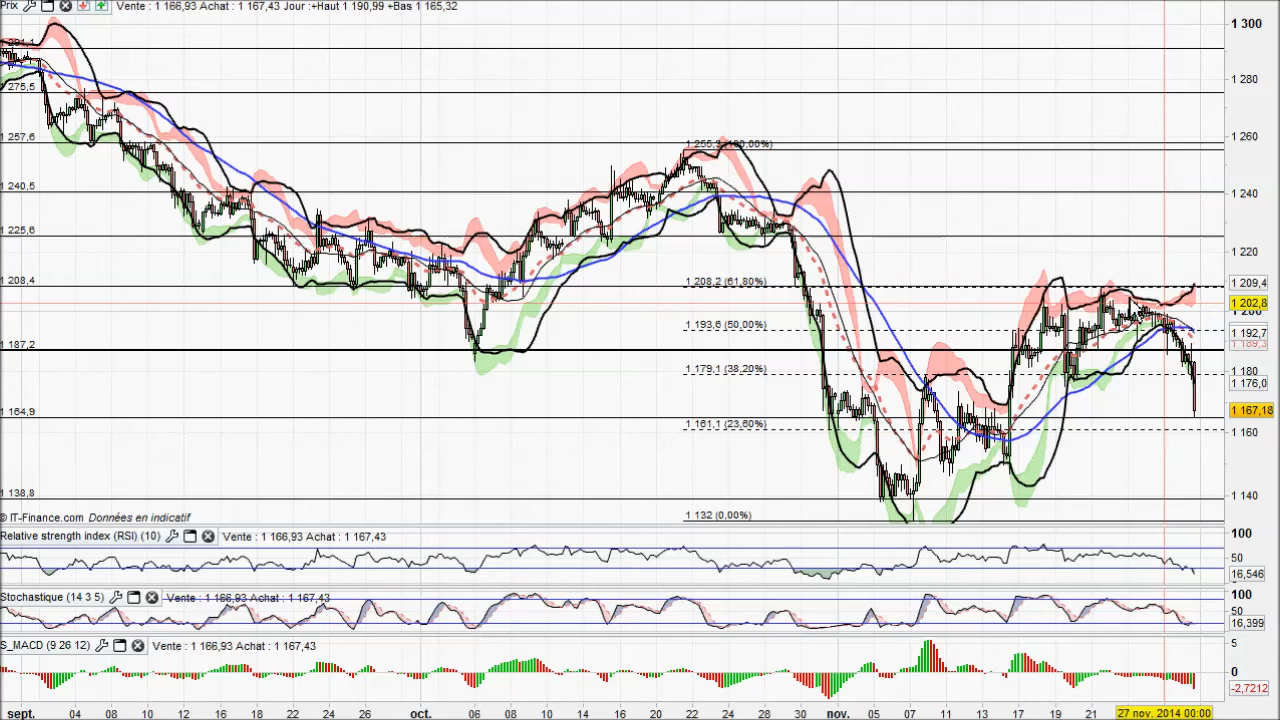 Prix Vente : 1 166,93 Achat : 1 167,43 Jour :+Haut 1 190,99 +Bas 1 165,32
1 300
1 280
275,5
1 260
257,6
1 255,3 (100,00%)
1 240
240,5
225,6
1 220
208,4
1 208,2 (61,80%)
1 209,4
1 202,8
1 193,6 (50,00%)
1 192,7
1 189,3
187,2
1 180
1 179,1 (38,20%)
1 176,0
164,9
1 167,18
1 161,1 (23,60%)
1 160
138,8
1 140
1 132 (0,00%)
© IT-Finance.com Données en indicatif
Relative strength index (RSI) (10) Vente : 1 166,93 Achat : 1 167,43
100
50
16,546
Stochastique (14 3 5) Vente : 1 166,93 Achat : 1 167,43
100
50
16,399
S_MACD (9 26 12) Vente : 1 166,93 Achat : 1 167,43
5
0
-2,7212
sept. 04 08 10 12 16 18 22 24 26 oct. 06 08 10 14 16 20 22 24 28 30 nov. 05 07 11 13 17 19 21 27 nov. 2014 00:00